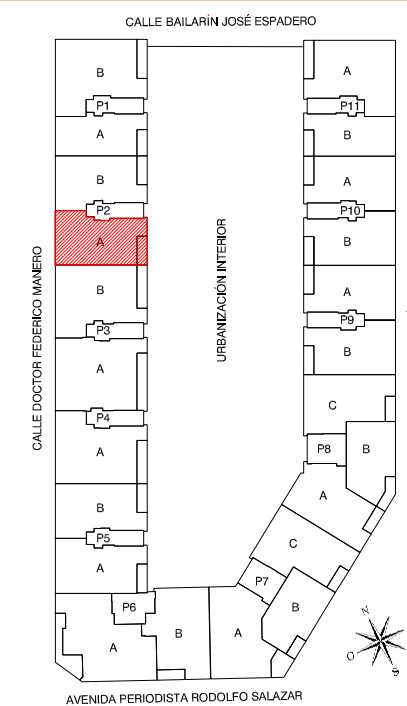 CALLE BAILARÍN JOSÉ ESPADERO
B
A
P1
P11
A
B
B
A
P2
P10
A
B
CALLE DOCTOR FEDERICO MANERO
URBANIZACIÓN INTERIOR
B
A
P3
P9
A
B
P4
C
A
P8
B
B
A
P5
C
A
P7
P6
B
A
B
A
N
O
S
AVENIDA PERIODISTA RODOLFO SALAZAR